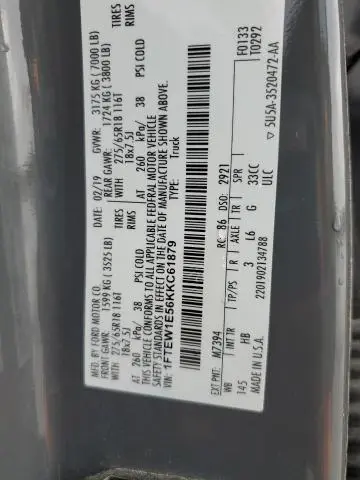 MFD. BY FORD MOTOR CO.
DATE: 02/19 GVWR: 3175 KG ( 7000 LB)
FRONT GAWR: 1599 KG ( 3525 LB) REAR GAWR: 1724 KG ( 3800 LB)
WITH 275/65R18 116T TIRES WITH 275/65R18 116T TIRES
18x7.5J RIMS 18x7.5J RIMS
AT 260 kPa/ 38 PSI COLD AT 260 kPa/ 38 PSI COLD
THIS VEHICLE CONFORMS TO ALL APPLICABLE FEDERAL MOTOR VEHICLE
SAFETY STANDARDS IN EFFECT ON THE DATE OF MANUFACTURE SHOWN ABOVE.
VIN: 1FTEW1E56KKC61879 TYPE: Truck
F0133
T0292
EXT PNT: M7394 RC: 86 DSO: 2921
WB INT TR TP/PS R AXLE TR SPR
145 HB 3 L6 G 33CC
ULC
MADE IN U.S.A. 2201902134788 ▽ 5U5A-3520472-AA